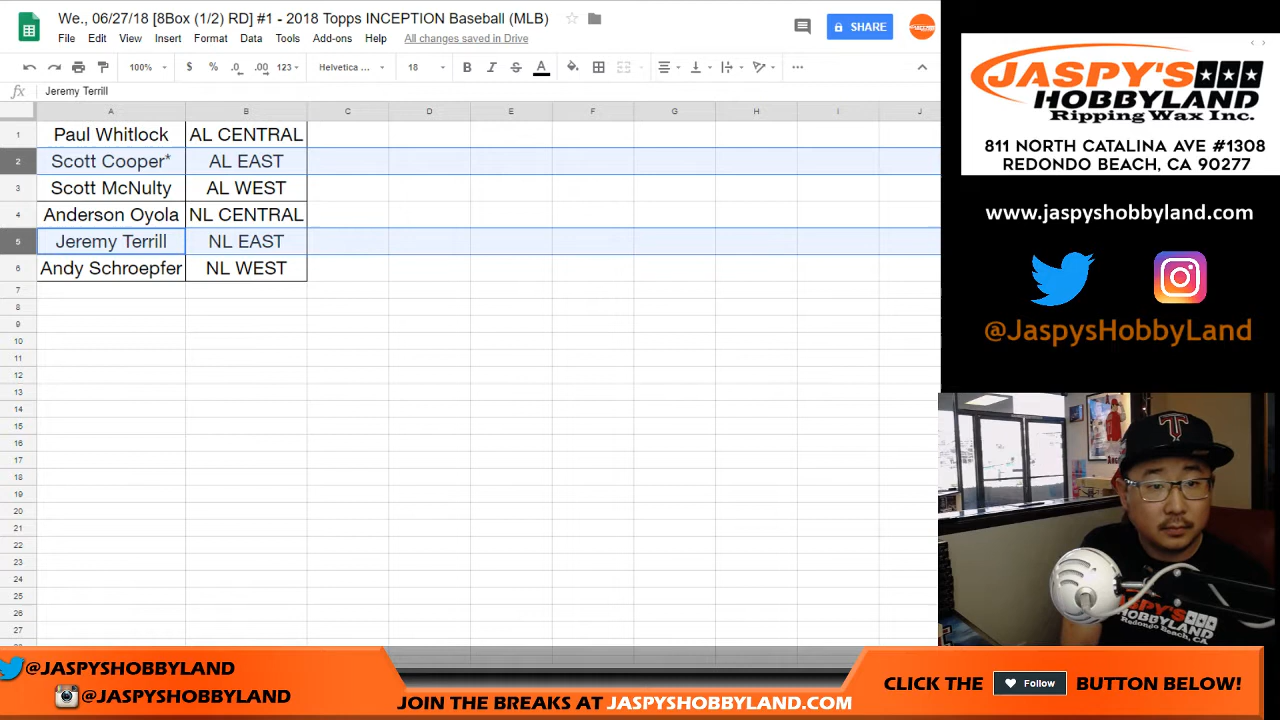 We., 06/27/18 [8Box (1/2) RD] #1 - 2018 Topps INCEPTION Baseball (MLB)
File Edit View Insert Format Data Tools Add-ons Help All changes saved in Drive
SHARE
100% $ % .0 .00 123 Helvetica ... 18 B I S A
fx Jeremy Terrill
A B C D E F G H I J
1 Paul Whitlock AL CENTRAL
2 Scott Cooper* AL EAST
3 Scott McNulty AL WEST
4 Anderson Oyola NL CENTRAL
5 Jeremy Terrill NL EAST
6 Andy Schroepfer NL WEST
7
8
9
10
11
12
13
14
15
16
17
18
19
20
21
22
23
24
25
26
27
JASPY'S
HOBBYLAND
Ripping Wax Inc.
811 NORTH CATALINA AVE #1308
REDONDO BEACH, CA 90277
www.jaspyshobbyland.com
@JaspysHobbyLand
T
JASPY'S
HOBBYLAND
Redondo Beach, CA
@JASPYSHOBBYLAND
@JASPYSHOBBYLAND
JOIN THE BREAKS AT JASPYSHOBBYLAND.COM
CLICK THE Follow BUTTON BELOW!